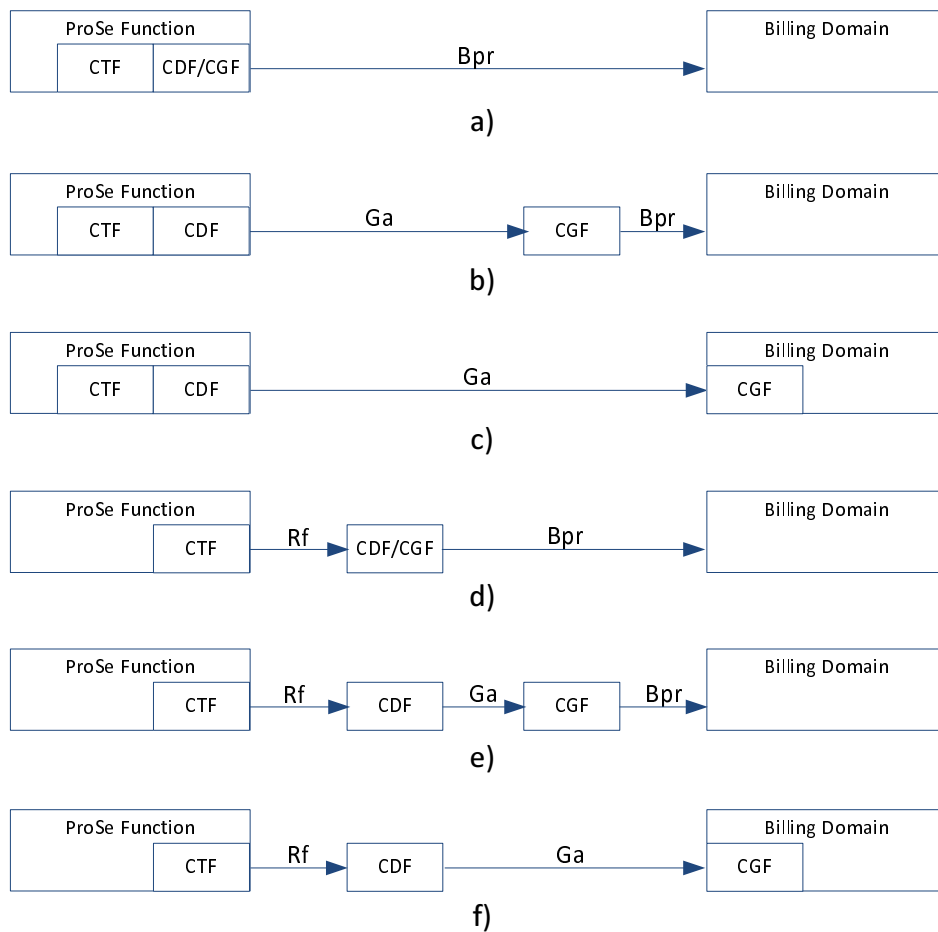 ProSe Function
Billing Domain
CTF
CDF/CGF
Bpr
a)
ProSe Function
Billing Domain
CTF
CDF
Ga
CGF
Bpr
b)
ProSe Function
Billing Domain
CTF
CDF
Ga
CGF
c)
ProSe Function
Billing Domain
CTF
Rf
CDF/CGF
Bpr
d)
ProSe Function
Billing Domain
CTF
Rf
CDF
Ga
CGF
Bpr
e)
ProSe Function
Billing Domain
CTF
Rf
CDF
Ga
CGF
f)